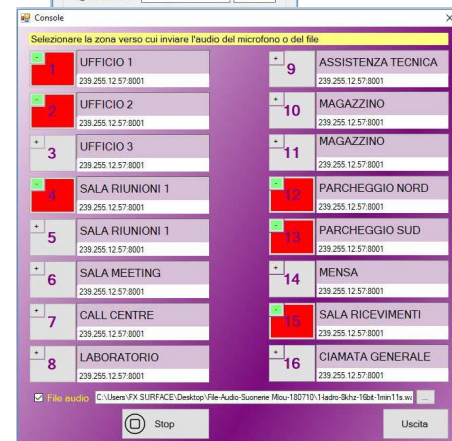 Console
Selezionare la zona verso cui inviare l'audio del microfono o del file
- 1 UFFICIO 1
239.255.12.57:8001
- 2 UFFICIO 2
239.255.12.57:8001
+ 3 UFFICIO 3
239.255.12.57:8001
- 4 SALA RIUNIONI 1
239.255.12.57:8001
+ 5 SALA RIUNIONI 1
239.255.12.57:8001
+ 6 SALA MEETING
239.255.12.57:8001
+ 7 CALL CENTRE
239.255.12.57:8001
+ 8 LABORATORIO
239.255.12.57:8001
+ 9 ASSISTENZA TECNICA
239.255.12.57:8001
+ 10 MAGAZZINO
239.255.12.57:8001
+ 11 MAGAZZINO
239.255.12.57:8001
- 12 PARCHEGGIO NORD
239.255.12.57:8001
- 13 PARCHEGGIO SUD
239.255.12.57:8001
+ 14 MENSA
239.255.12.57:8001
- 15 SALA RICEVIMENTI
239.255.12.57:8001
+ 16 CIAMATA GENERALE
239.255.12.57:8001
File audio C:\Users\FX SURFACE\Desktop\File-Audio-Suonerie Mlou-180710\1-ladro-8khz-16bit-1min11s.wa ...
Stop
Uscita